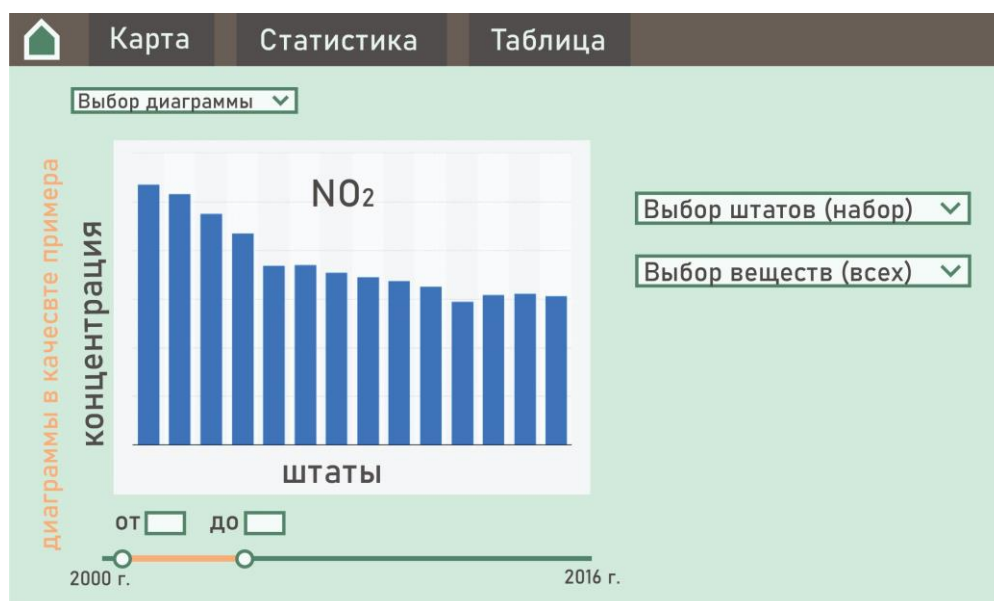 Карта
Статистика
Таблица
Выбор диаграммы
диаграммы в качесвте примера
концентрация
NO₂
штаты
Выбор штатов (набор)
Выбор веществ (всех)
от до
2000 г. 2016 г.